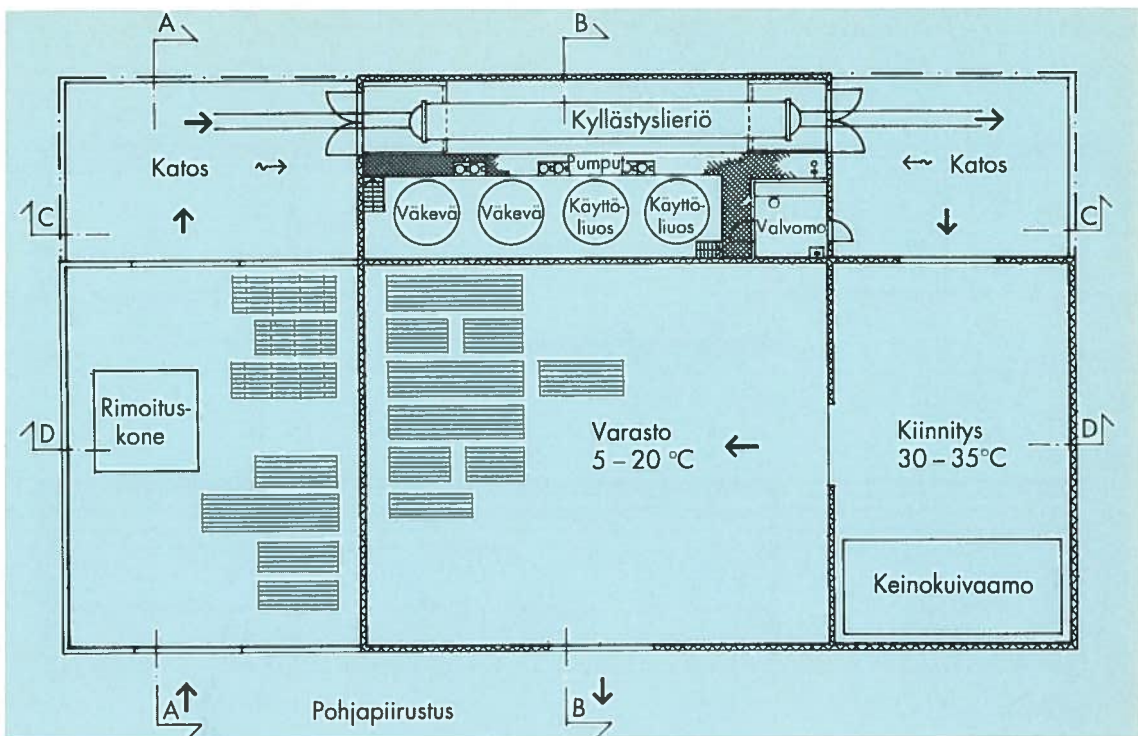 A
B
Kyllästyslieriö
Katos
Pumput
Katos
C
Väkevä
Väkevä
Käyttö-
liuos
Käyttö-
liuos
Valvomo
C
Rimoitus-
kone
D
Varasto
5 – 20 °C
Kiinnitys
30 – 35°C
D
Keinokuivaamo
A
Pohjapiirustus
B